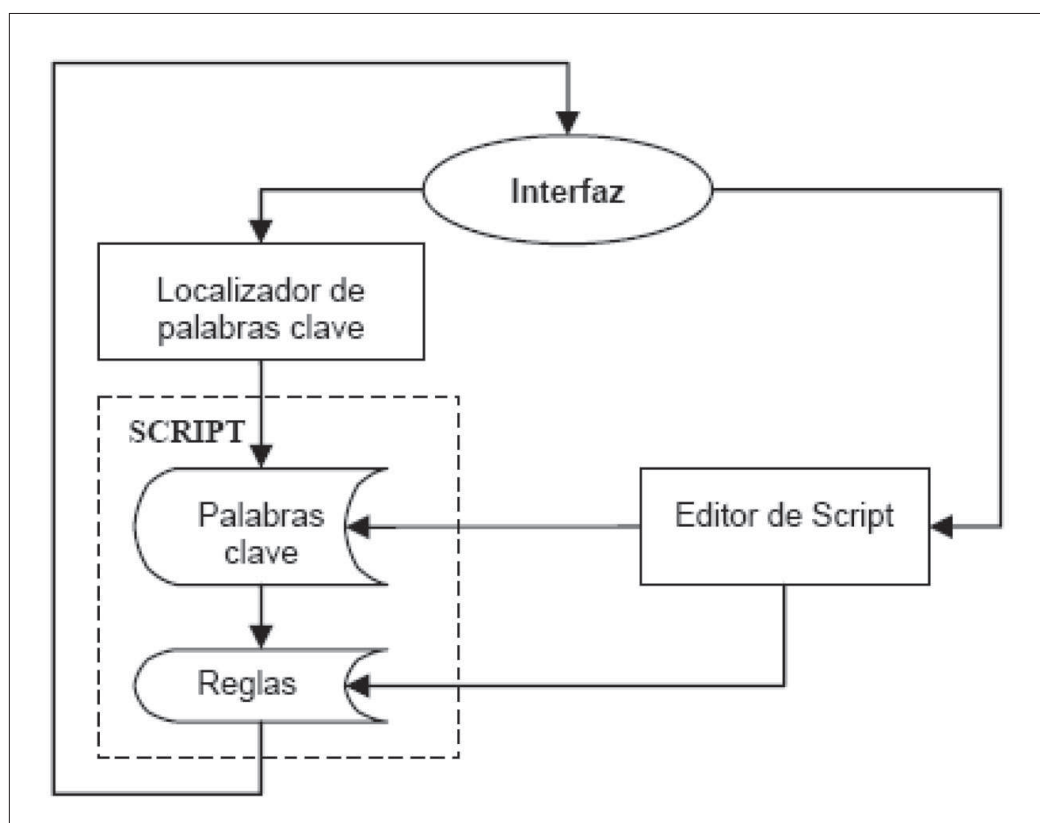 Interfaz
Localizador de
palabras clave
SCRIPT
Palabras
clave
Editor de Script
Reglas